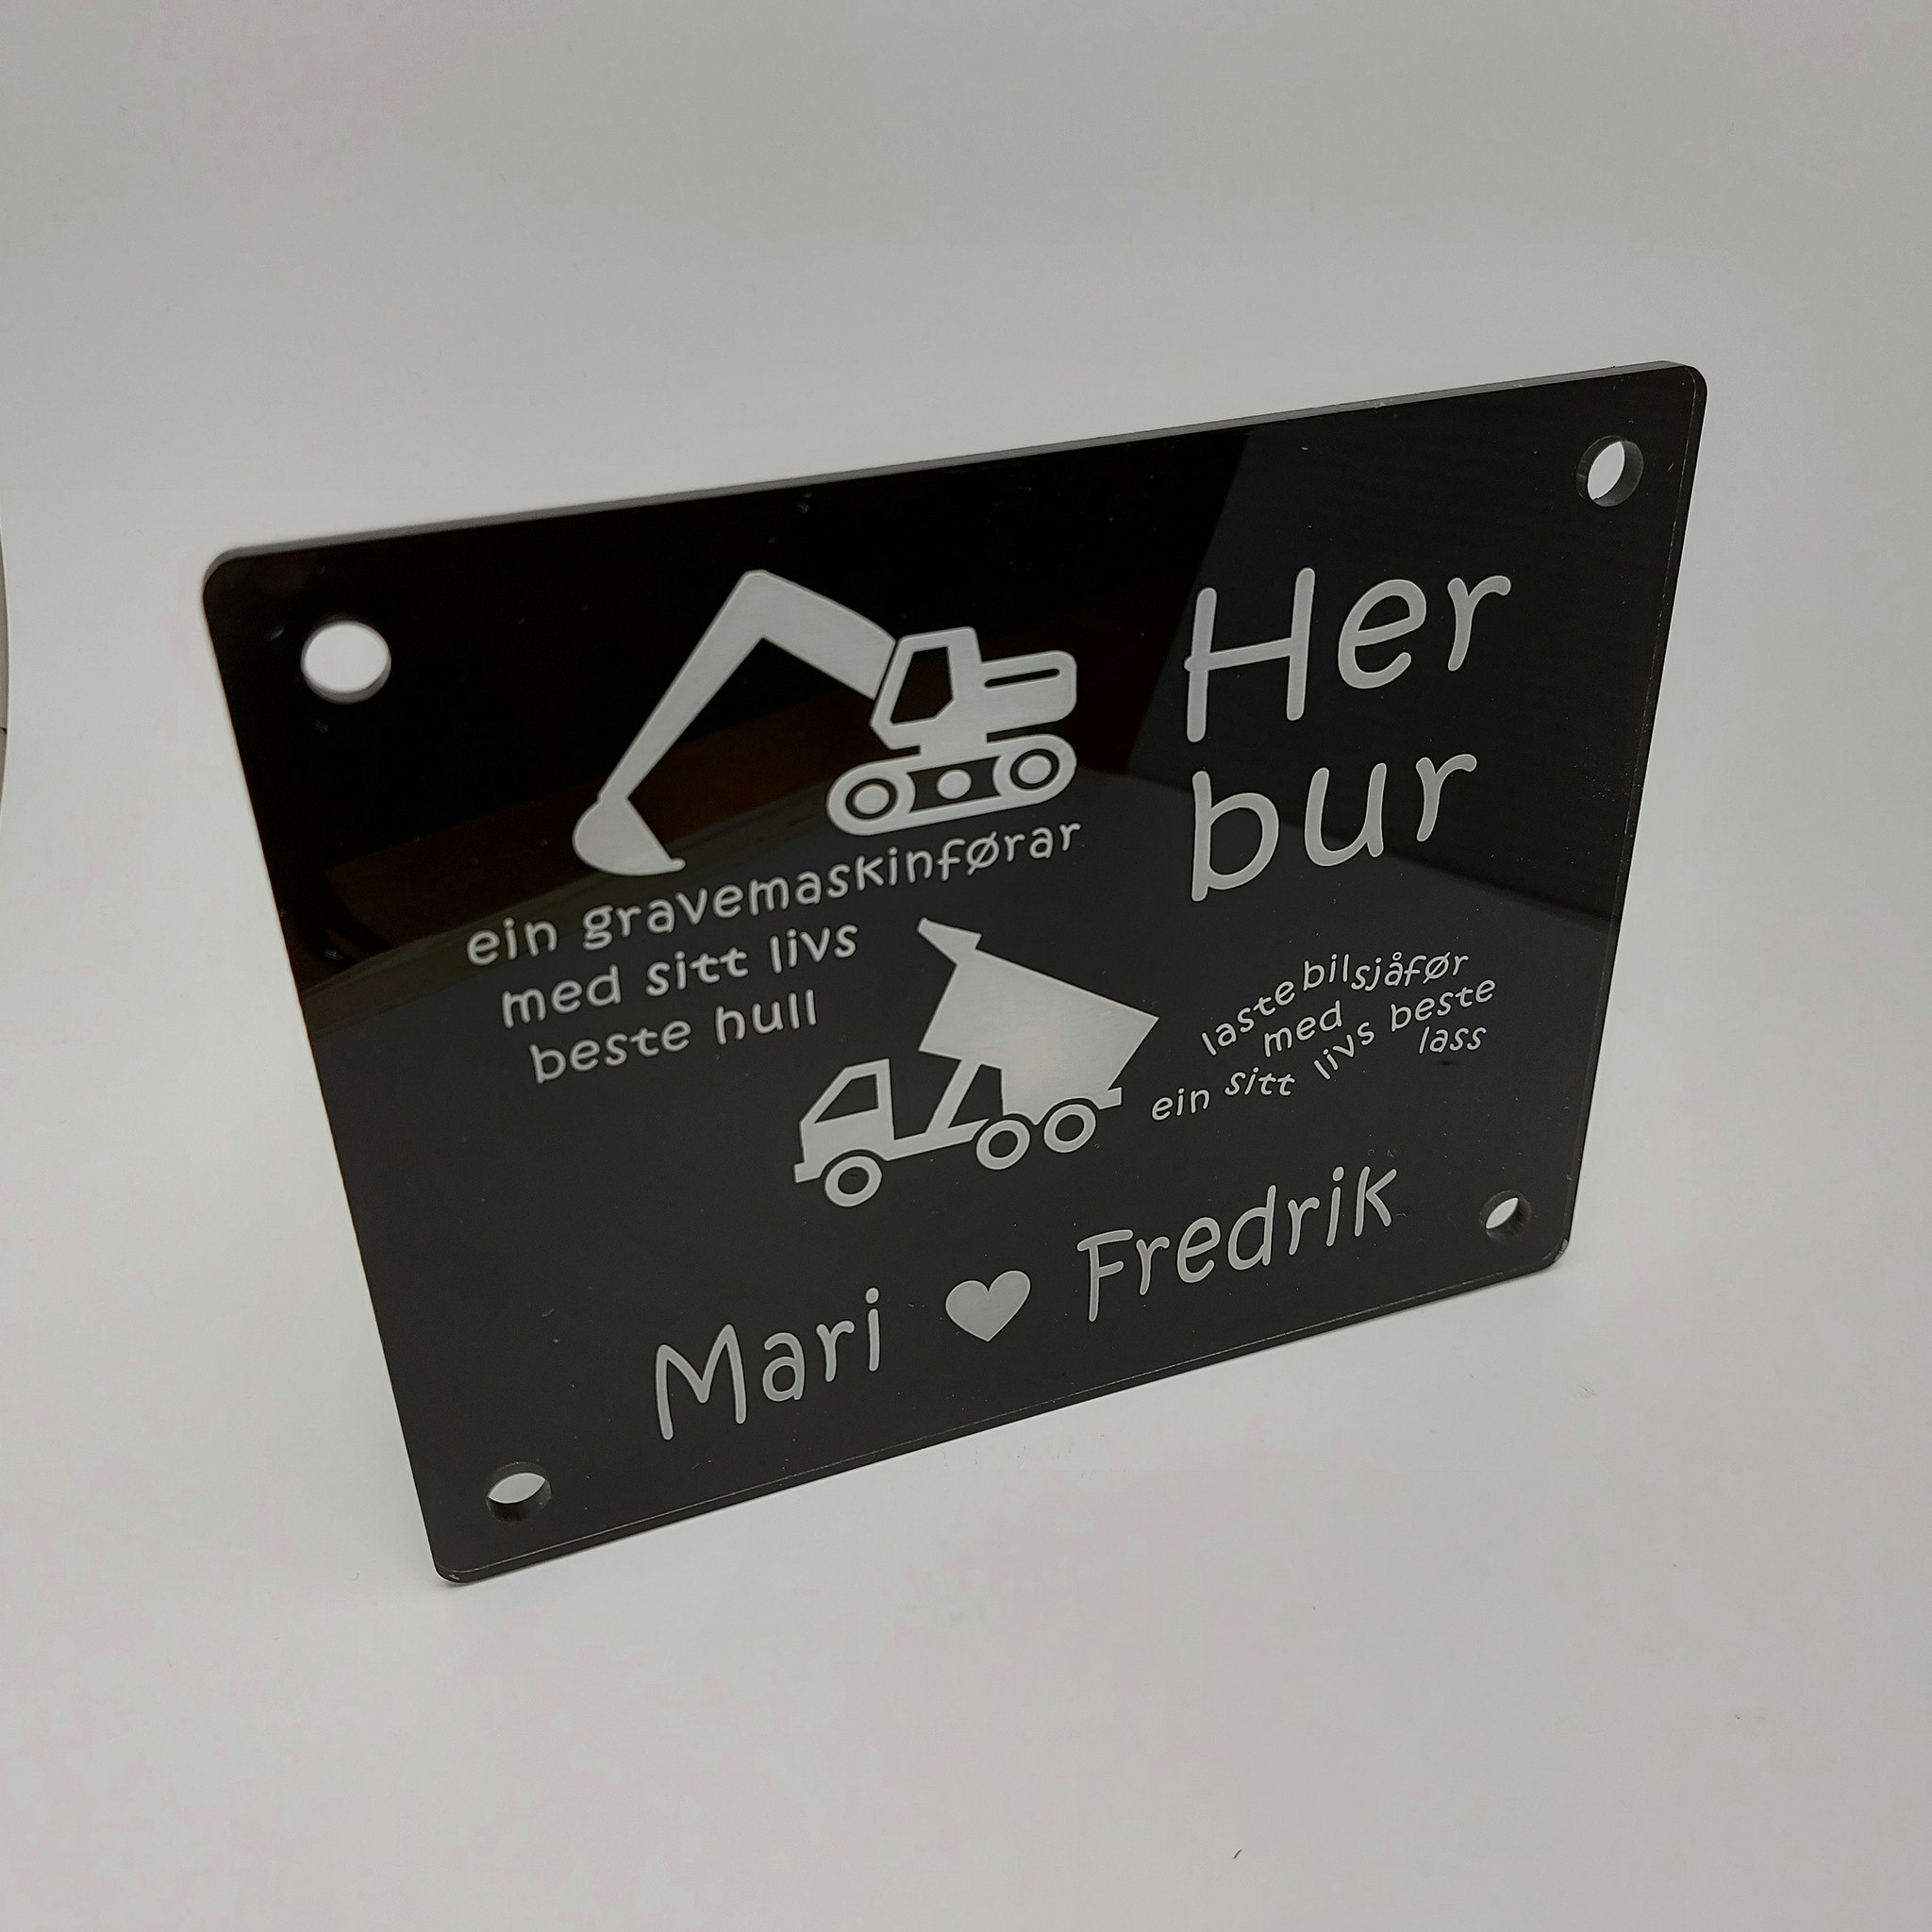 Her
bur
ein gravemaskinførar
med sitt livs
beste hull
ein lastebilsjåfør
med
sitt livs beste
lass
Mari ♥ Fredrik